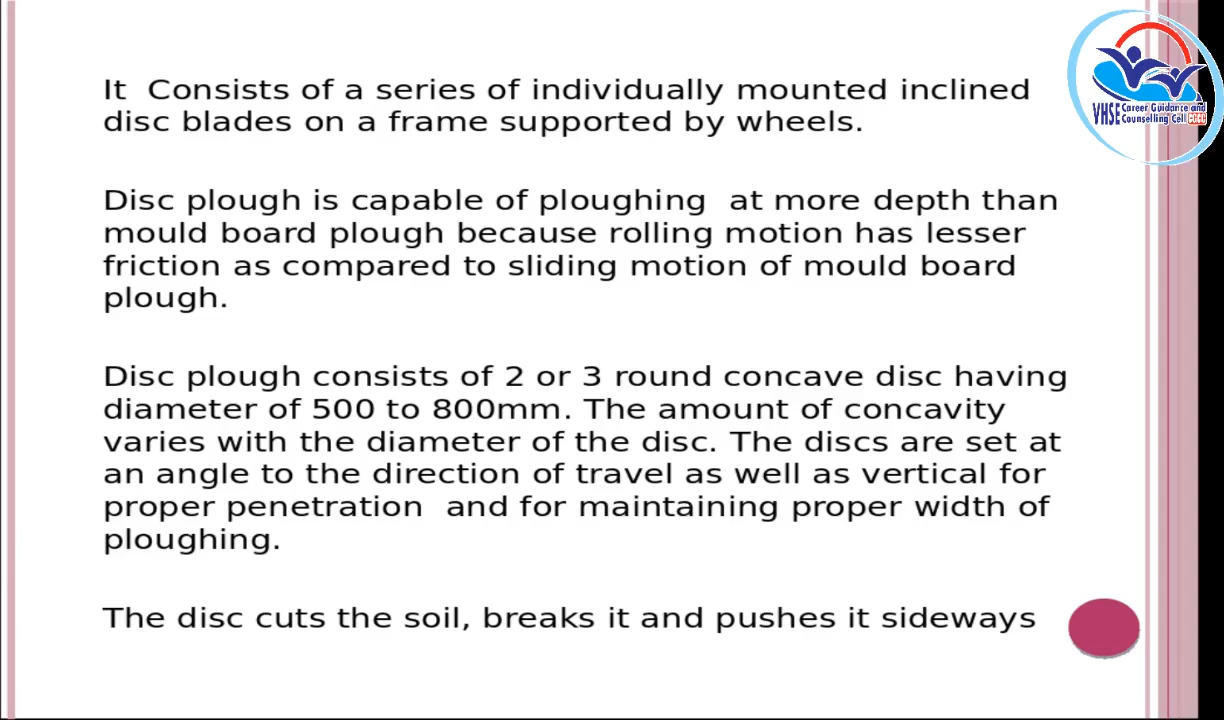 It  Consists of a series of individually mounted inclined
disc blades on a frame supported by wheels.
Disc plough is capable of ploughing  at more depth than
mould board plough because rolling motion has lesser
friction as compared to sliding motion of mould board
plough.
Disc plough consists of 2 or 3 round concave disc having
diameter of 500 to 800mm. The amount of concavity
varies with the diameter of the disc. The discs are set at
an angle to the direction of travel as well as vertical for
proper penetration  and for maintaining proper width of
ploughing.
The disc cuts the soil, breaks it and pushes it sideways
VHSE Career Guidance and
Counselling Cell CGCC